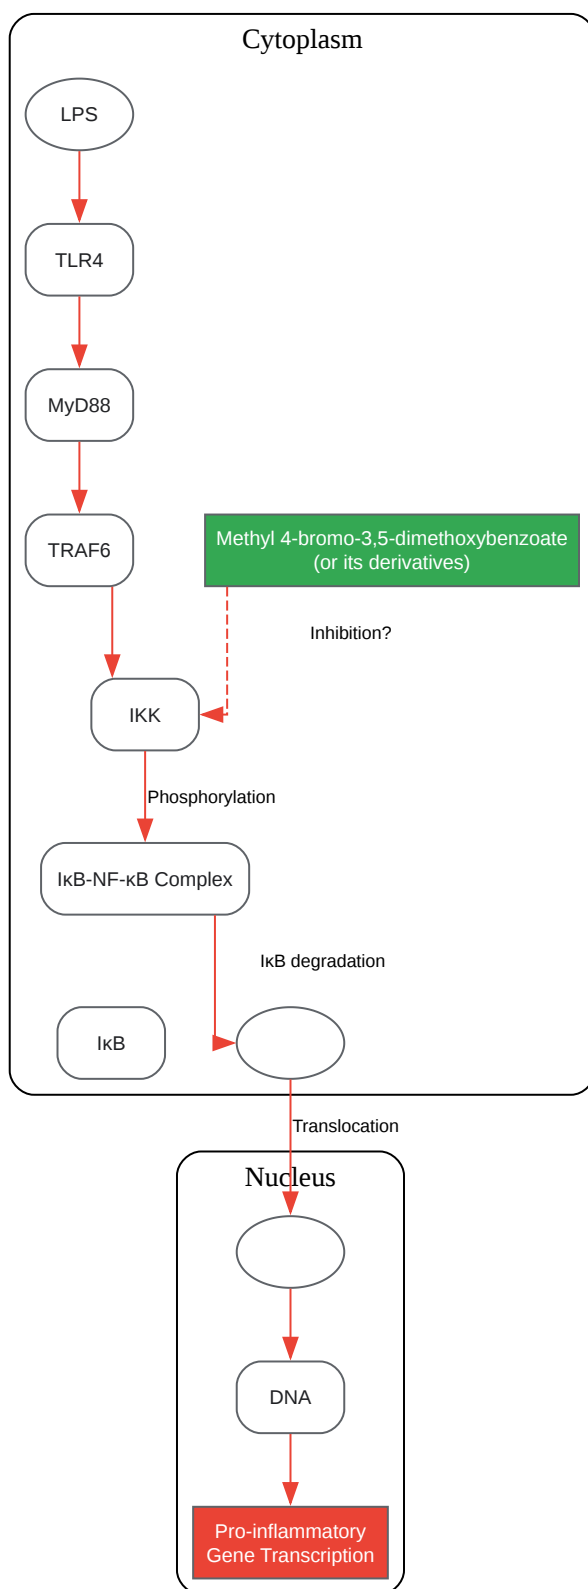 Cytoplasm
LPS
TLR4
MyD88
TRAF6
Methyl 4-bromo-3,5-dimethoxybenzoate
(or its derivatives)
Inhibition?
IKK
Phosphorylation
IκB-NF-κB Complex
IκB degradation
IκB
Translocation
Nucleus
DNA
Pro-inflammatory
Gene Transcription